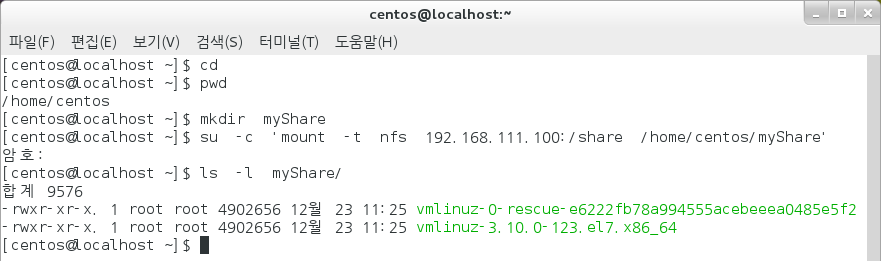 centos@localhost:~
파일(F) 편집(E) 보기(V) 검색(S) 터미널(T) 도움말(H)
[centos@localhost ~]$ cd
[centos@localhost ~]$ pwd
/home/centos
[centos@localhost ~]$ mkdir myShare
[centos@localhost ~]$ su -c 'mount -t nfs 192.168.111.100:/share /home/centos/myShare'
암호:
[centos@localhost ~]$ ls -l myShare/
합계 9576
-rwxr-xr-x. 1 root root 4902656 12월 23 11:25 vmlinuz-0-rescue-e6222fb78a994555acebeeea0485e5f2
-rwxr-xr-x. 1 root root 4902656 12월 23 11:25 vmlinuz-3.10.0-123.el7.x86_64
[centos@localhost ~]$